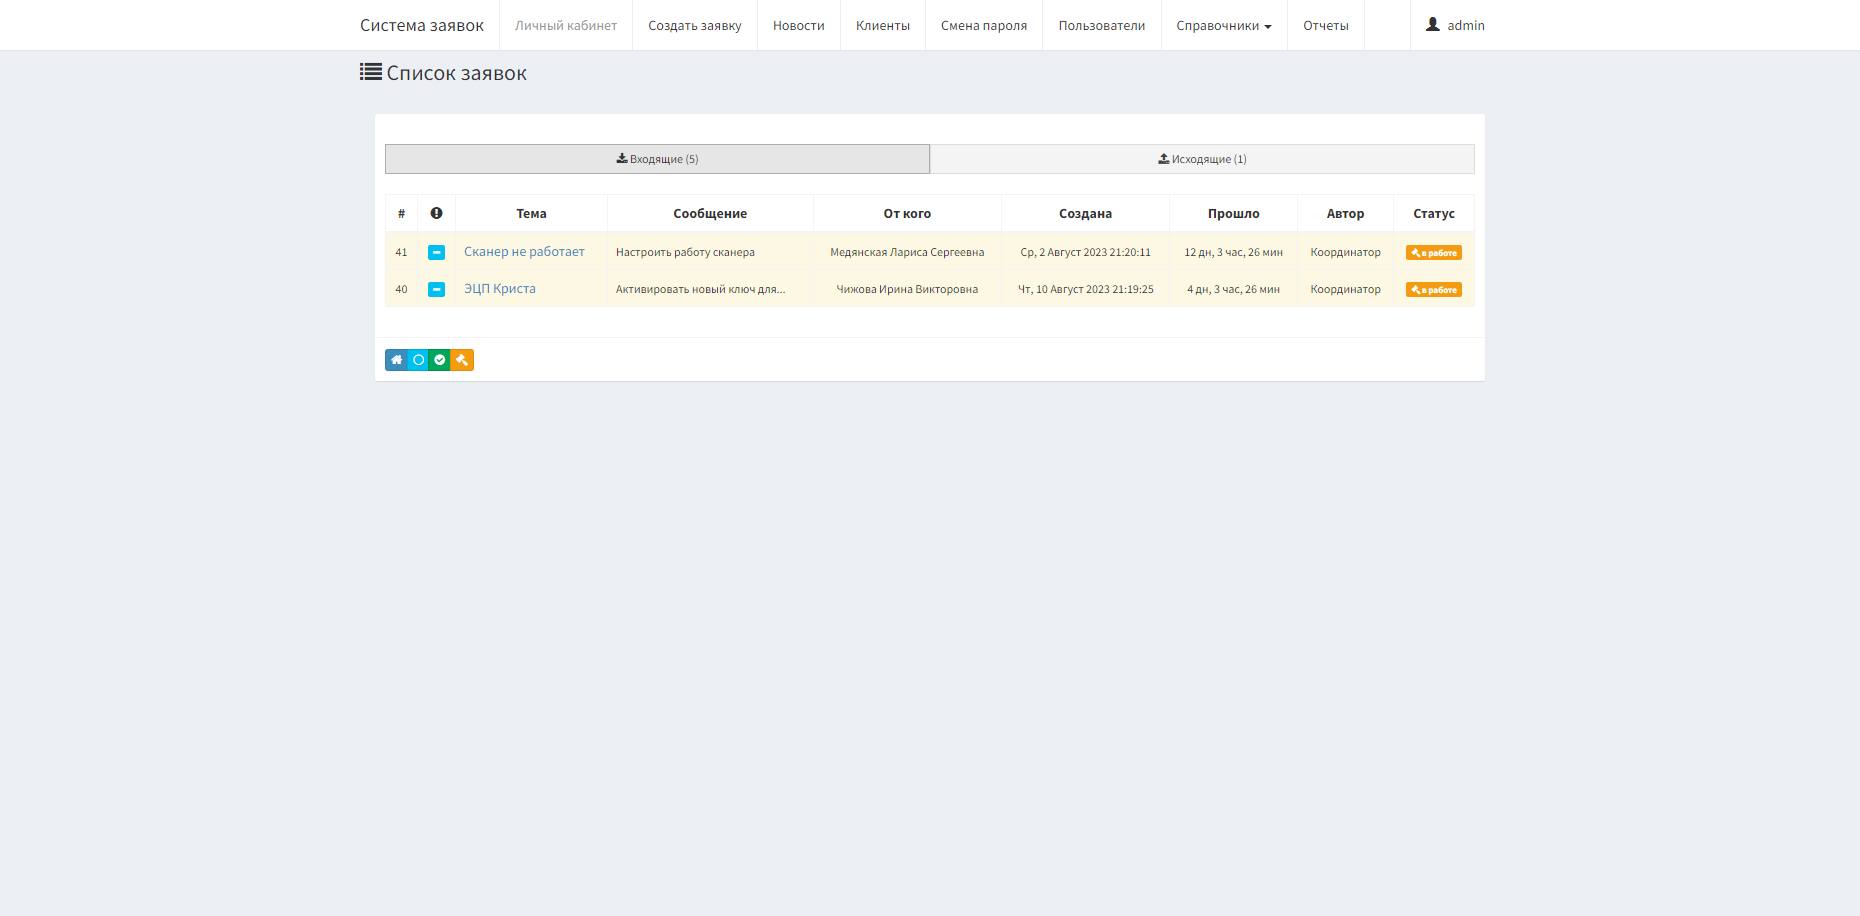 Система заявок Личный кабинет Создать заявку Новости Клиенты Смена пароля Пользователи Справочники Отчеты admin
Список заявок
Входящие (5) Исходящие (1)
# Тема Сообщение От кого Создана Прошло Автор Статус
41 Сканер не работает Настроить работу сканера Медянская Лариса Сергеевна Ср, 2 Август 2023 21:20:11 12 дн, 3 час, 26 мин Координатор в работе
40 ЭЦП Криста Активировать новый ключ для... Чижова Ирина Викторовна Чт, 10 Август 2023 21:19:25 4 дн, 3 час, 26 мин Координатор в работе